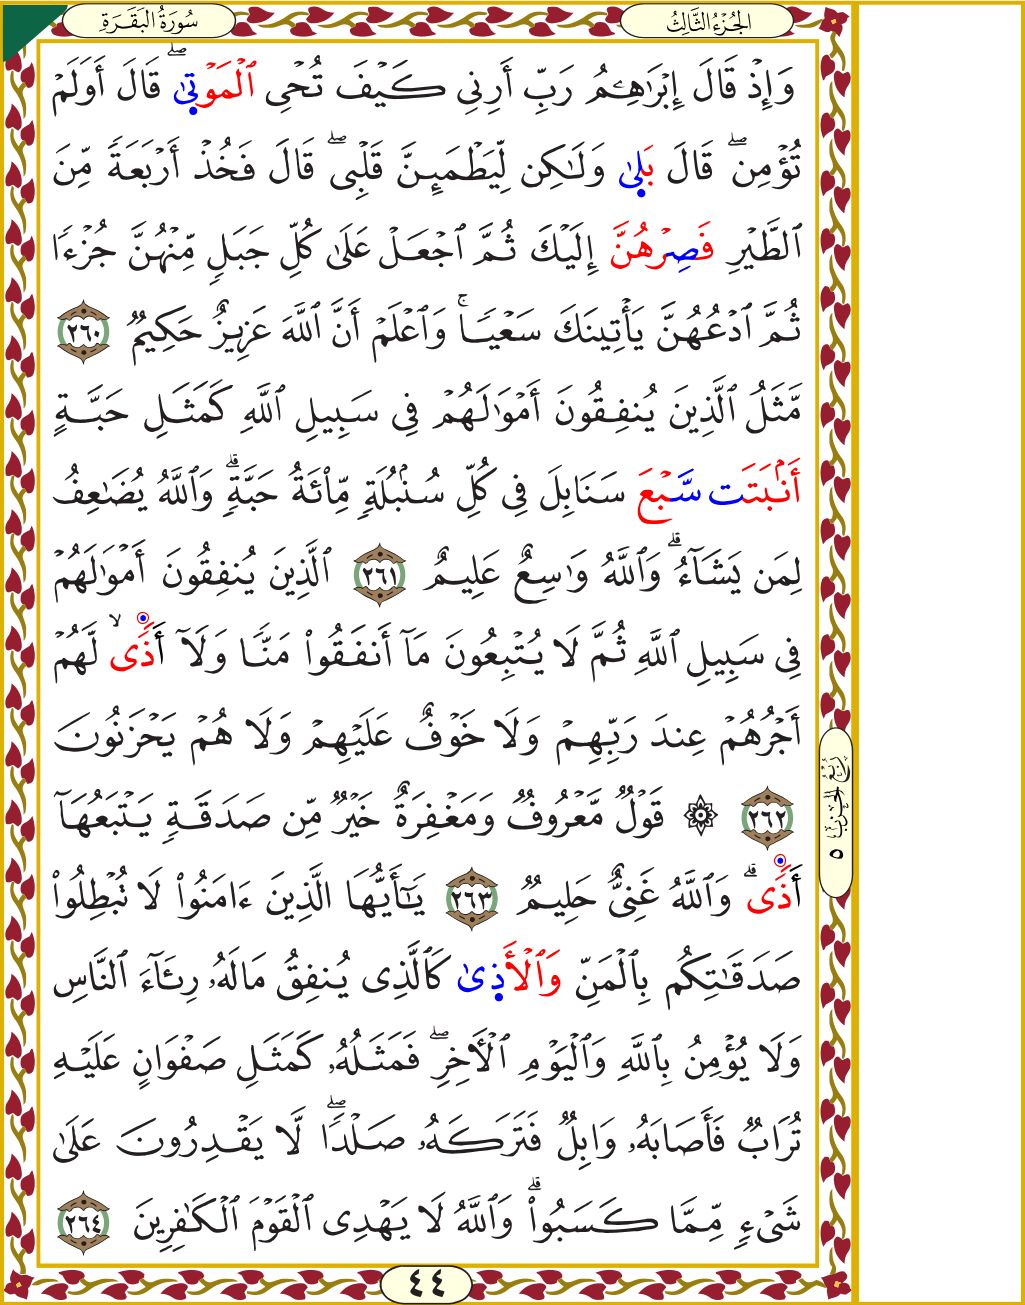 الجُزْءُ الثَّالِثُ
سُورَةُ البَقَرَةِ
وَإِذۡ قَالَ إِبۡرَٰهِـۧمُ رَبِّ أَرِنِي كَيۡفَ تُحۡيِ ٱلۡمَوۡتٜىٰۖ قَالَ أَوَلَمۡ
تُؤۡمِنۖ قَالَ بَلٜىٰ وَلَٰكِن لِّيَطۡمَئِنَّ قَلۡبِيۖ قَالَ فَخُذۡ أَرۡبَعَةٗ مِّنَ
ٱلطَّيۡرِ فَصِرۡهُنَّ إِلَيۡكَ ثُمَّ ٱجۡعَلۡ عَلَىٰ كُلِّ جَبَلٖ مِّنۡهُنَّ جُزۡءٗا
ثُمَّ ٱدۡعُهُنَّ يَأۡتِينَكَ سَعۡيٗاۚ وَٱعۡلَمۡ أَنَّ ٱللَّهَ عَزِيزٌ حَكِيمٞ ٢٦٠
مَّثَلُ ٱلَّذِينَ يُنفِقُونَ أَمۡوَٰلَهُمۡ فِي سَبِيلِ ٱللَّهِ كَمَثَلِ حَبَّةٍ
أَنۢبَتَت سَّبۡعَ سَنَابِلَ فِي كُلِّ سُنۢبُلَةٖ مِّاْئَةُ حَبَّةٖۗ وَٱللَّهُ يُضَٰعِفُ
لِمَن يَشَآءُۗ وَٱللَّهُ وَٰسِعٌ عَلِيمٌ ٢٦١ ٱلَّذِينَ يُنفِقُونَ أَمۡوَٰلَهُمۡ
فِي سَبِيلِ ٱللَّهِ ثُمَّ لَا يُتۡبِعُونَ مَآ أَنفَقُواْ مَنّٗا وَلَآ أَذٗىۙ لَّهُمۡ
أَجۡرُهُمۡ عِندَ رَبِّهِمۡ وَلَا خَوۡفٌ عَلَيۡهِمۡ وَلَا هُمۡ يَحۡزَنُونَ
٢٦٢ ۞ قَوۡلٞ مَّعۡرُوفٞ وَمَغۡفِرَةٌ خَيۡرٞ مِّن صَدَقَةٖ يَتۡبَعُهَآ
أَذٗىۗ وَٱللَّهُ غَنِيٌّ حَلِيمٞ ٢٦٣ يَٰٓأَيُّهَا ٱلَّذِينَ ءَامَنُواْ لَا تُبۡطِلُواْ
صَدَقَٰتِكُم بِٱلۡمَنِّ وَٱلۡأَذٜىٰ كَٱلَّذِي يُنفِقُ مَالَهُۥ رِئَآءَ ٱلنَّاسِ
وَلَا يُؤۡمِنُ بِٱللَّهِ وَٱلۡيَوۡمِ ٱلۡأٓخِرِۖ فَمَثَلُهُۥ كَمَثَلِ صَفۡوَانٍ عَلَيۡهِ
تُرَابٞ فَأَصَابَهُۥ وَابِلٞ فَتَرَكَهُۥ صَلۡدٗاۖ لَّا يَقۡدِرُونَ عَلَىٰ
شَيۡءٖ مِّمَّا كَسَبُواْۗ وَٱللَّهُ لَا يَهۡدِي ٱلۡقَوۡمَ ٱلۡكَٰفِرِينَ ٢٦٤
رُبْعُ الحِزْبِ ٥
٤٤